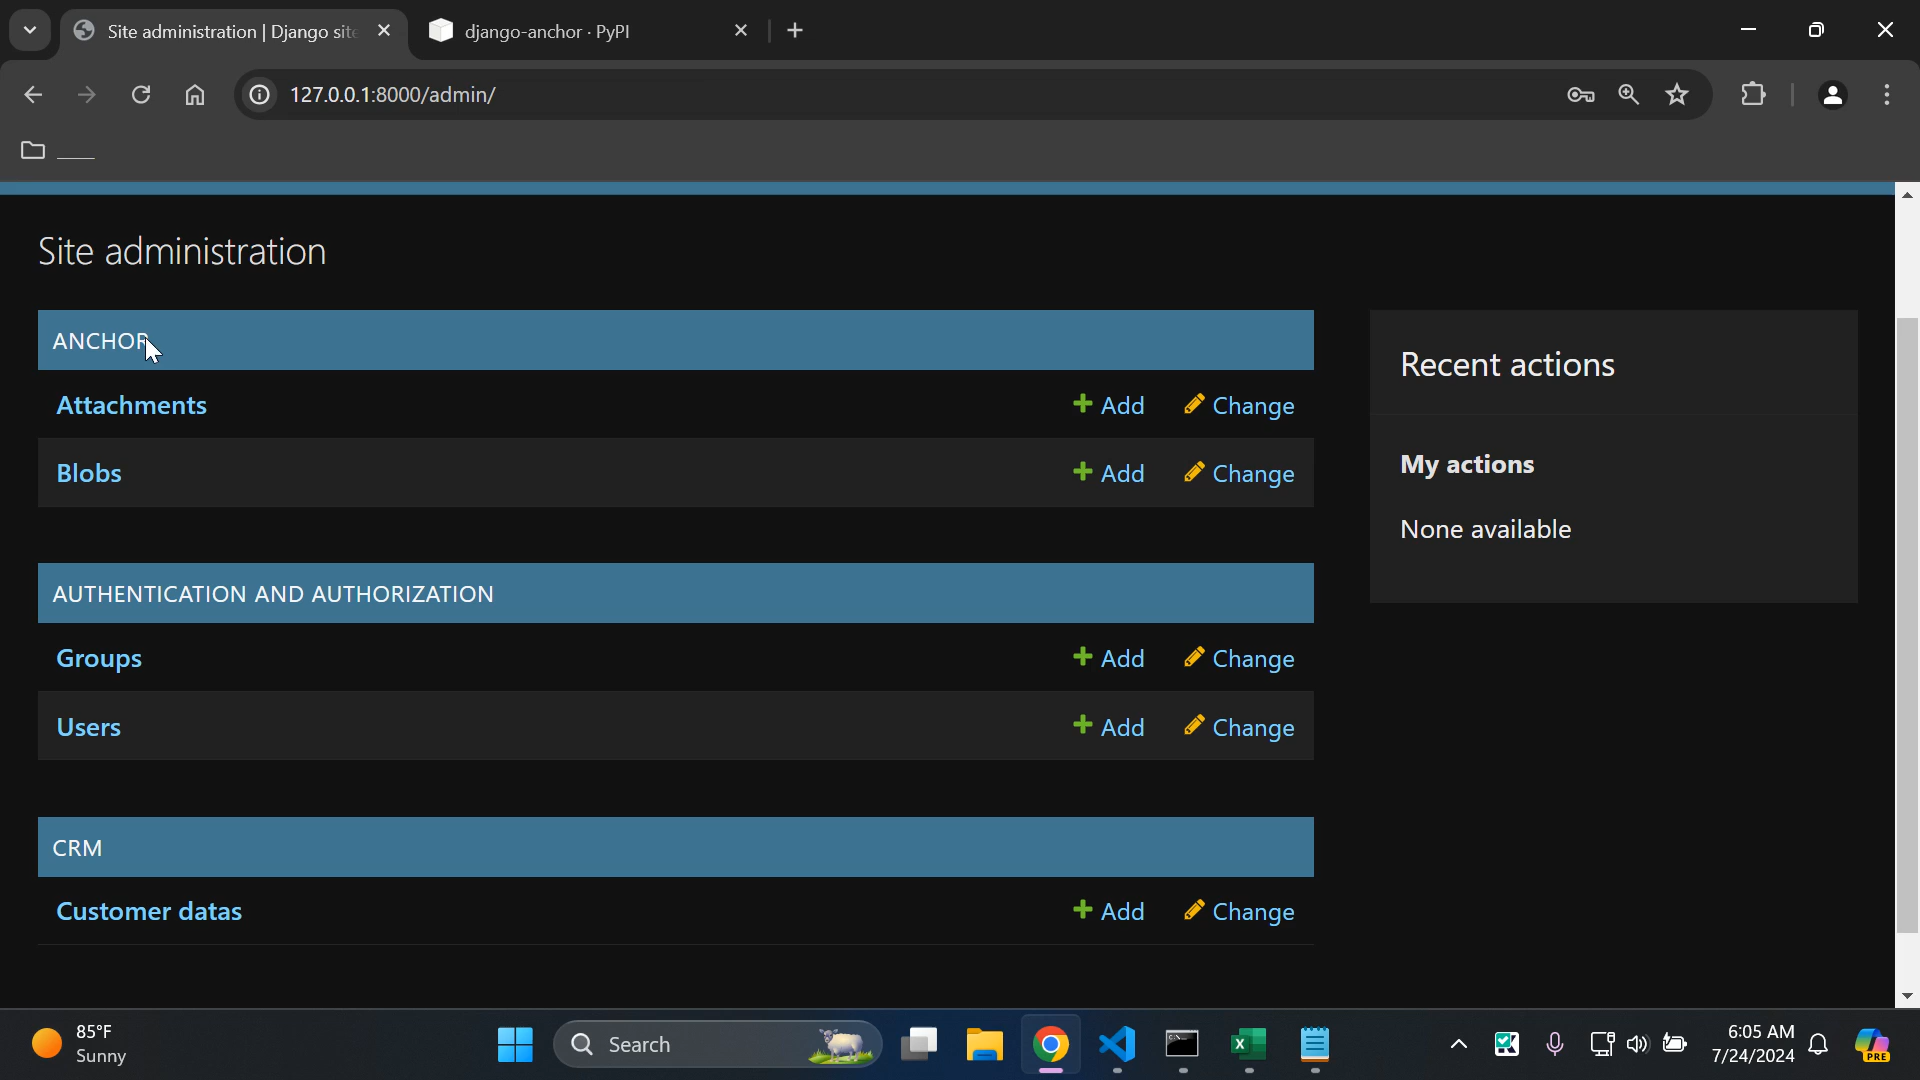 Site administration | Django site
django-anchor · PyPI
127.0.0.1:8000/admin/
Site administration
ANCHOR
Attachments
Add
Change
Blobs
Add
Change
AUTHENTICATION AND AUTHORIZATION
Groups
Add
Change
Users
Add
Change
CRM
Customer datas
Add
Change
Recent actions
My actions
None available
85°F
Sunny
Search
6:05 AM
7/24/2024
PRE